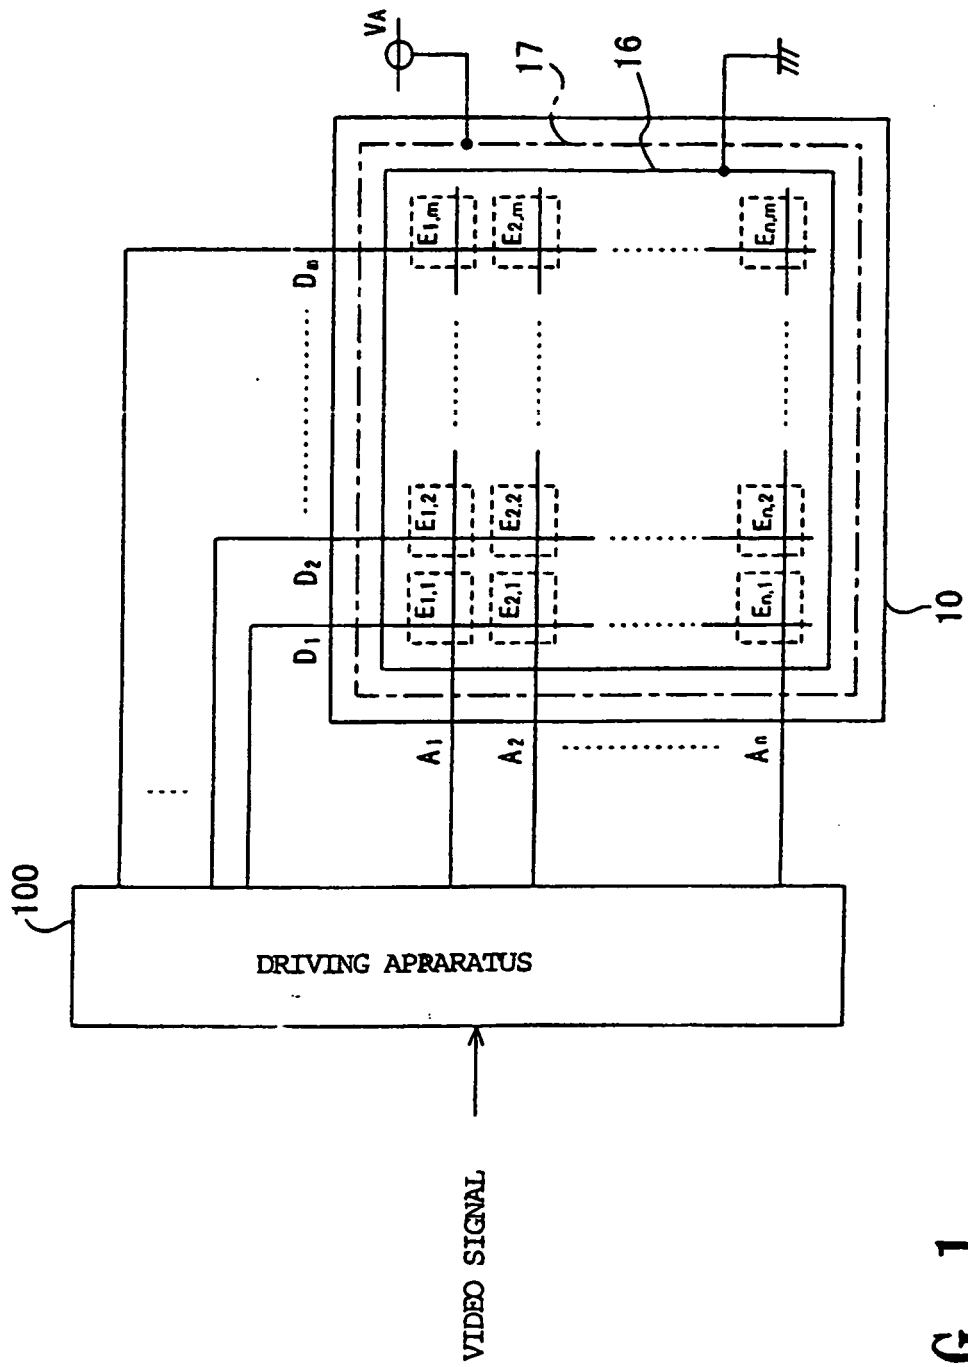 VIDEO SIGNAL
100
DRIVING APPARATUS
D1 D2 ............ Dm
VA
17
16
A1 E1,1 E1,2 ........ E1,m
A2 E2,1 E2,2 ........ E2,m
An En,1 En,2 ........ En,m
10
G 1